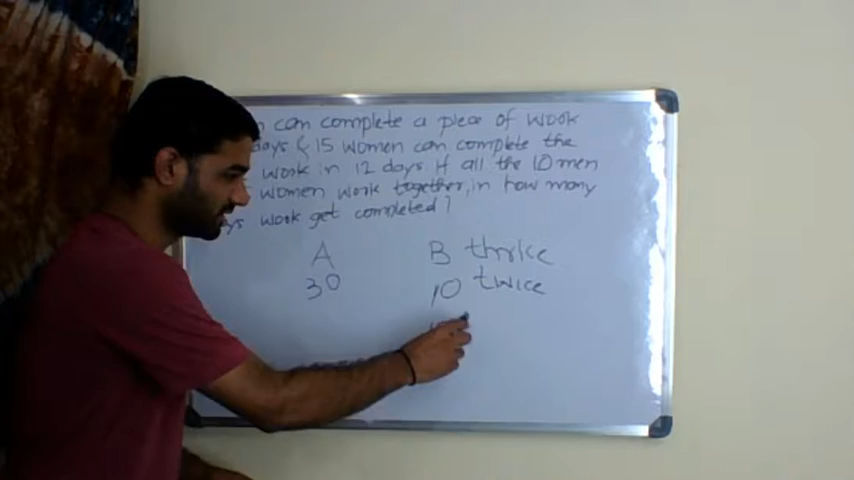 can complete a piece of wook
days & 15 women can complete the
work in 12 days. If all the 10 men
women work together, in how many
work get completed?
A B thrice
30 10 twice